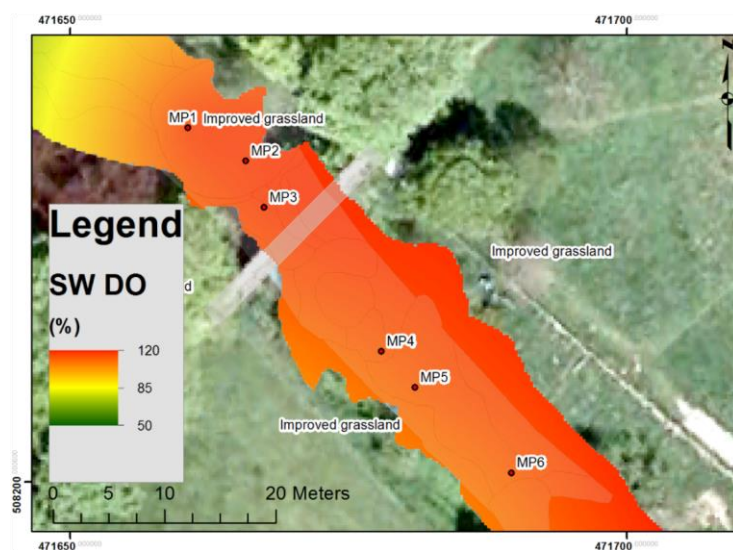 471650
471700
N
MP1
Improved grassland
MP2
MP3
Legend
SW DO
(%)
120
85
50
d
Improved grassland
MP4
MP5
Improved grassland
MP6
508200
0 5 10 20 Meters
471650
471700